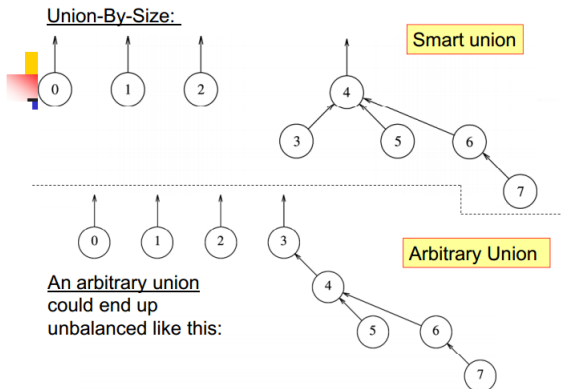 Union-By-Size:
Smart union
0 1 2 4
3 5 6
7
0 1 2 3
Arbitrary Union
An arbitrary union
could end up
unbalanced like this:
4
5 6
7